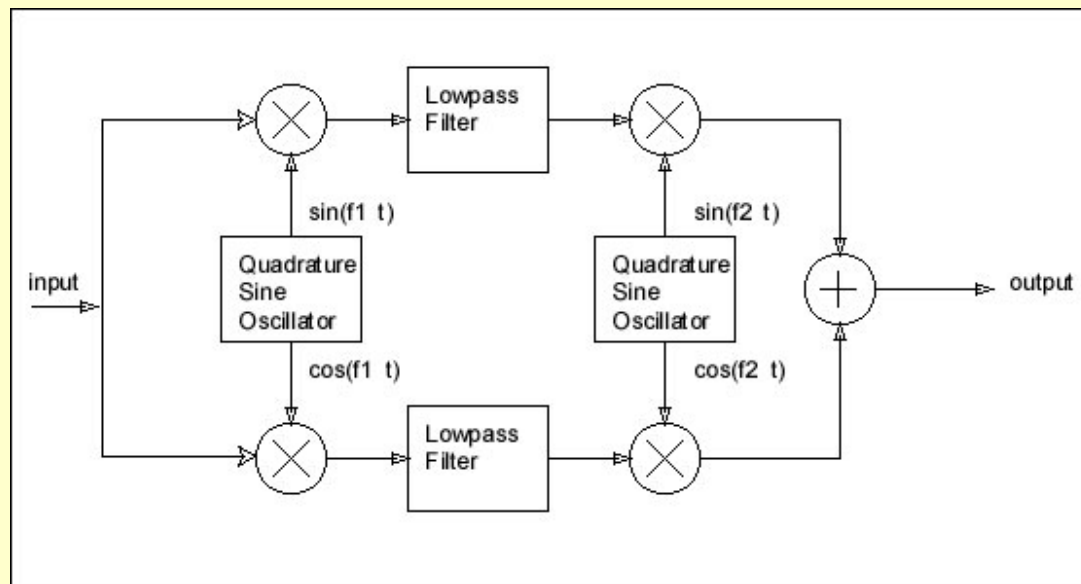 Lowpass
Filter
sin(f1 t)
sin(f2 t)
input
Quadrature
Sine
Oscillator
Quadrature
Sine
Oscillator
output
cos(f1 t)
cos(f2 t)
Lowpass
Filter